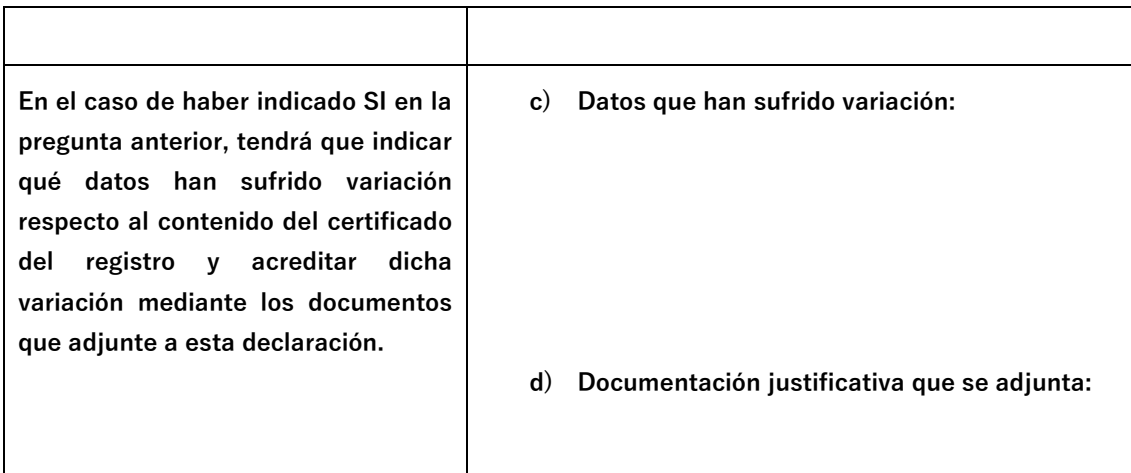 En el caso de haber indicado SI en la
pregunta anterior, tendrá que indicar
qué datos han sufrido variación
respecto al contenido del certificado
del registro y acreditar dicha
variación mediante los documentos
que adjunte a esta declaración.
c) Datos que han sufrido variación:
d) Documentación justificativa que se adjunta: